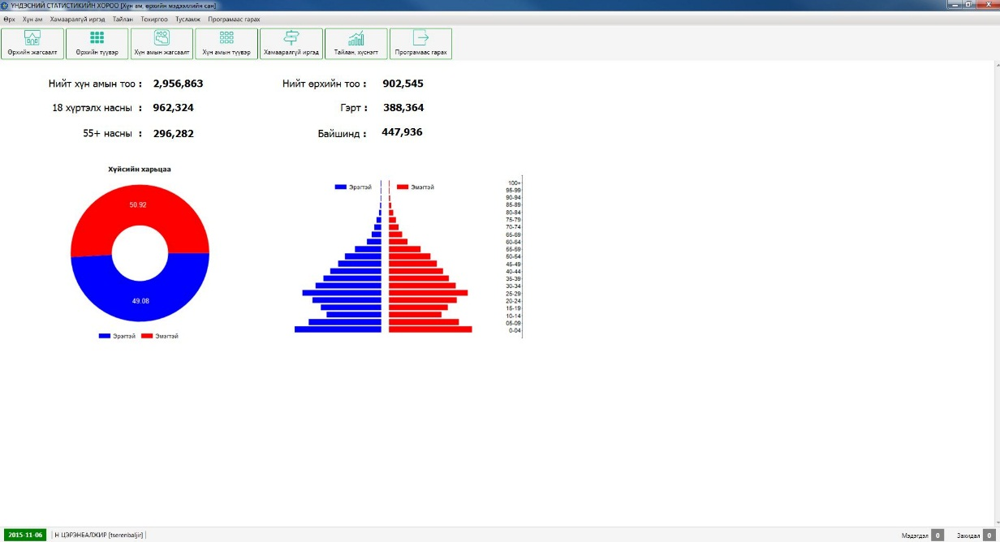 ҮНДЭСНИЙ СТАТИСТИКИЙН ХОРОО [Хүн ам, өрхийн мэдээллийн сан]
Өрх Хүн ам Хамааралгүй иргэд Тайлан Тохиргоо Тусламж Програмаас гарах
Өрхийн жагсаалт Өрхийн түүвэр Хүн амын жагсаалт Хүн амын түүвэр Хамааралгүй иргэд Тайлан, хүснэгт Програмаас гарах
Нийт хүн амын тоо : 2,956,863 Нийт өрхийн тоо : 902,545
18 хүртэлх насны : 962,324 Гэрт : 388,364
55+ насны : 296,282 Байшинд : 447,936
Хүйсийн харьцаа
50.92
49.08
Эрэгтэй Эмэгтэй
Эрэгтэй Эмэгтэй
100+
95-99
90-94
85-89
80-84
75-79
70-74
65-69
60-64
55-59
50-54
45-49
40-44
35-39
30-34
25-29
20-24
15-19
10-14
05-09
0-04
2015-11-06 Н ЦЭРЭНБАЛЖИР [tserenbaljir] Мэдэгдэл 0 Захидал 0